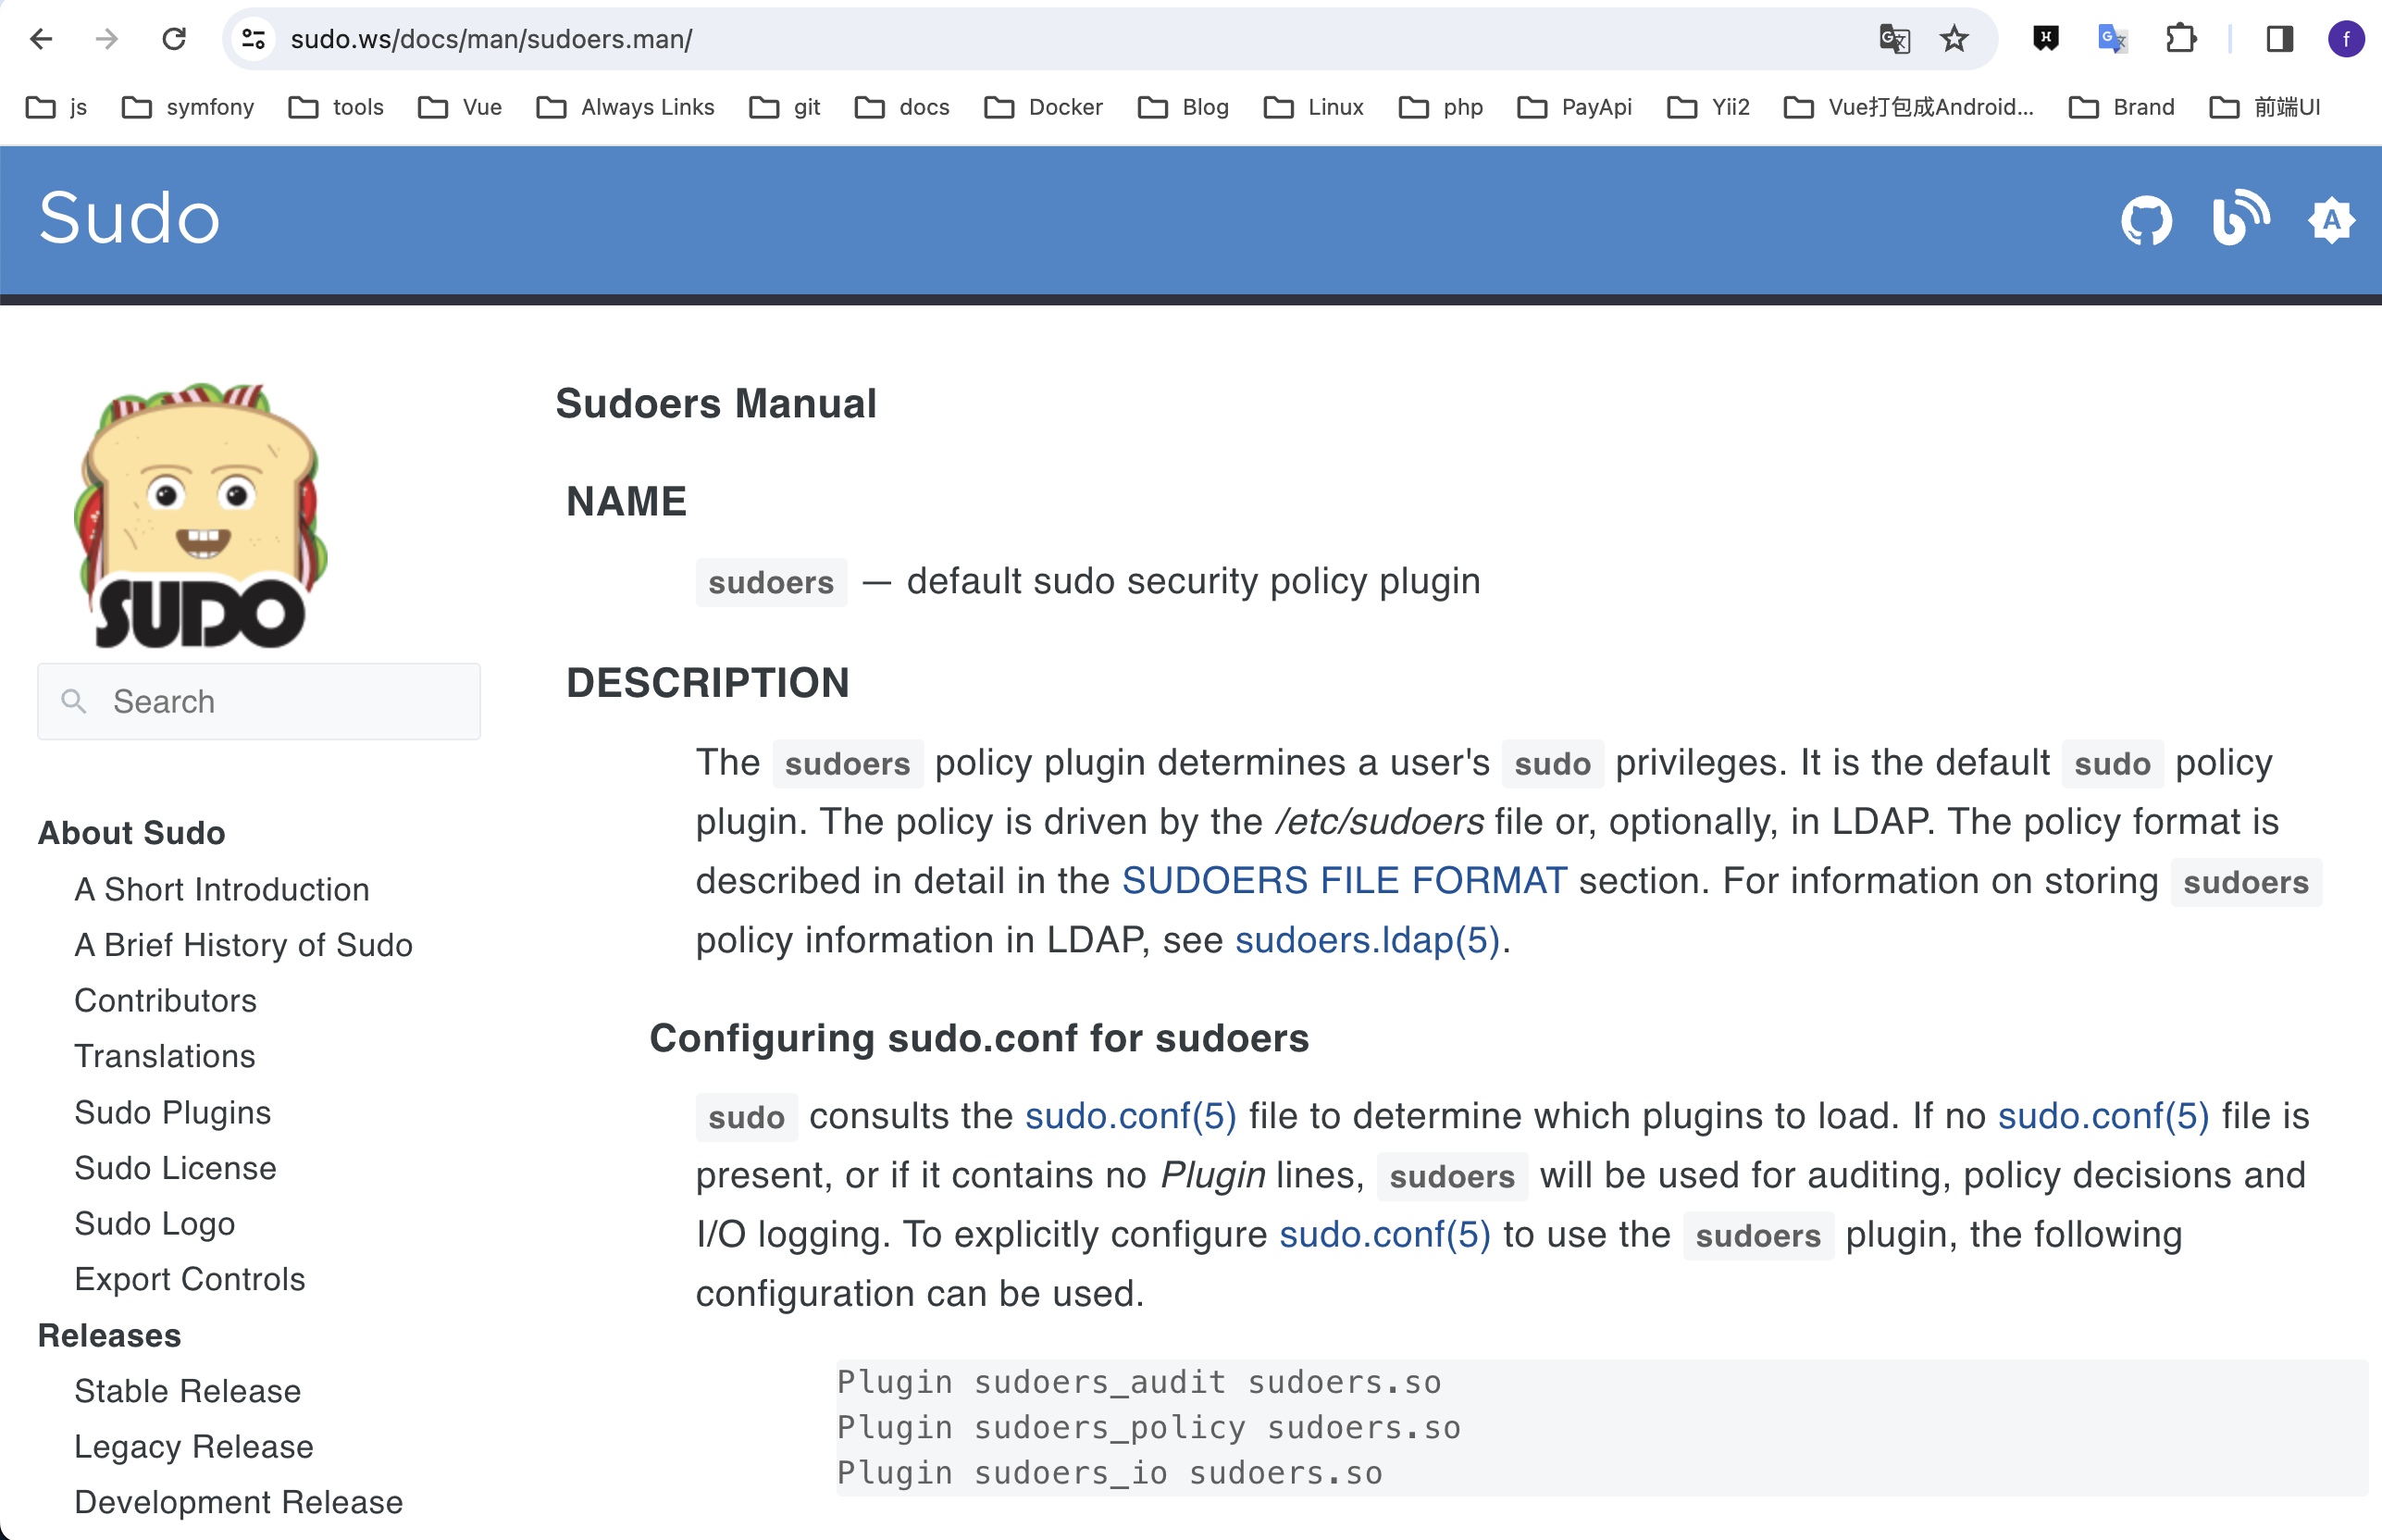 sudo.ws/docs/man/sudoers.man/
js symfony tools Vue Always Links git docs Docker Blog Linux php PayApi Yii2 Vue打包成Android... Brand 前端UI
Sudo
SUDO
Search
About Sudo
A Short Introduction
A Brief History of Sudo
Contributors
Translations
Sudo Plugins
Sudo License
Sudo Logo
Export Controls
Releases
Stable Release
Legacy Release
Development Release
Sudoers Manual
NAME
sudoers — default sudo security policy plugin
DESCRIPTION
The sudoers policy plugin determines a user's sudo privileges. It is the default sudo policy
plugin. The policy is driven by the /etc/sudoers file or, optionally, in LDAP. The policy format is
described in detail in the SUDOERS FILE FORMAT section. For information on storing sudoers
policy information in LDAP, see sudoers.ldap(5).
Configuring sudo.conf for sudoers
sudo consults the sudo.conf(5) file to determine which plugins to load. If no sudo.conf(5) file is
present, or if it contains no Plugin lines, sudoers will be used for auditing, policy decisions and
I/O logging. To explicitly configure sudo.conf(5) to use the sudoers plugin, the following
configuration can be used.
Plugin sudoers_audit sudoers.so
Plugin sudoers_policy sudoers.so
Plugin sudoers_io sudoers.so